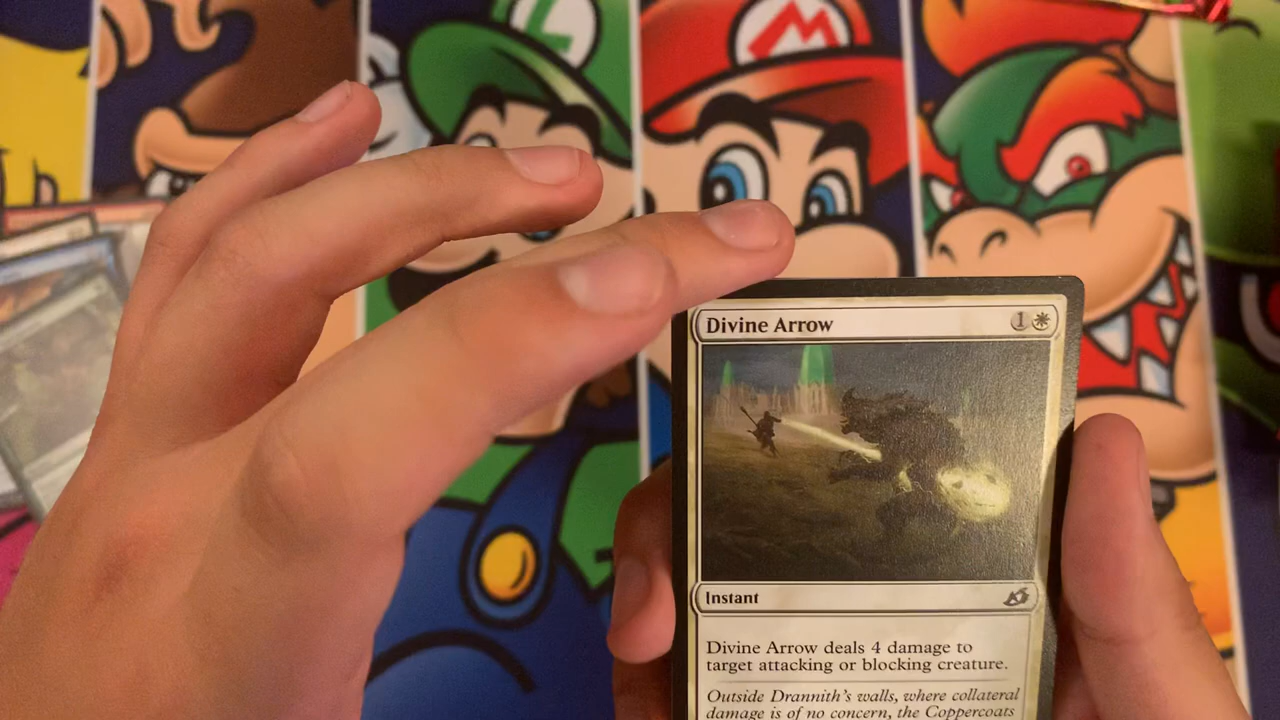 L
M
Divine Arrow 1
Instant
Divine Arrow deals 4 damage to
target attacking or blocking creature.
Outside Drannith's walls, where collateral
damage is of no concern, the Coppercoats